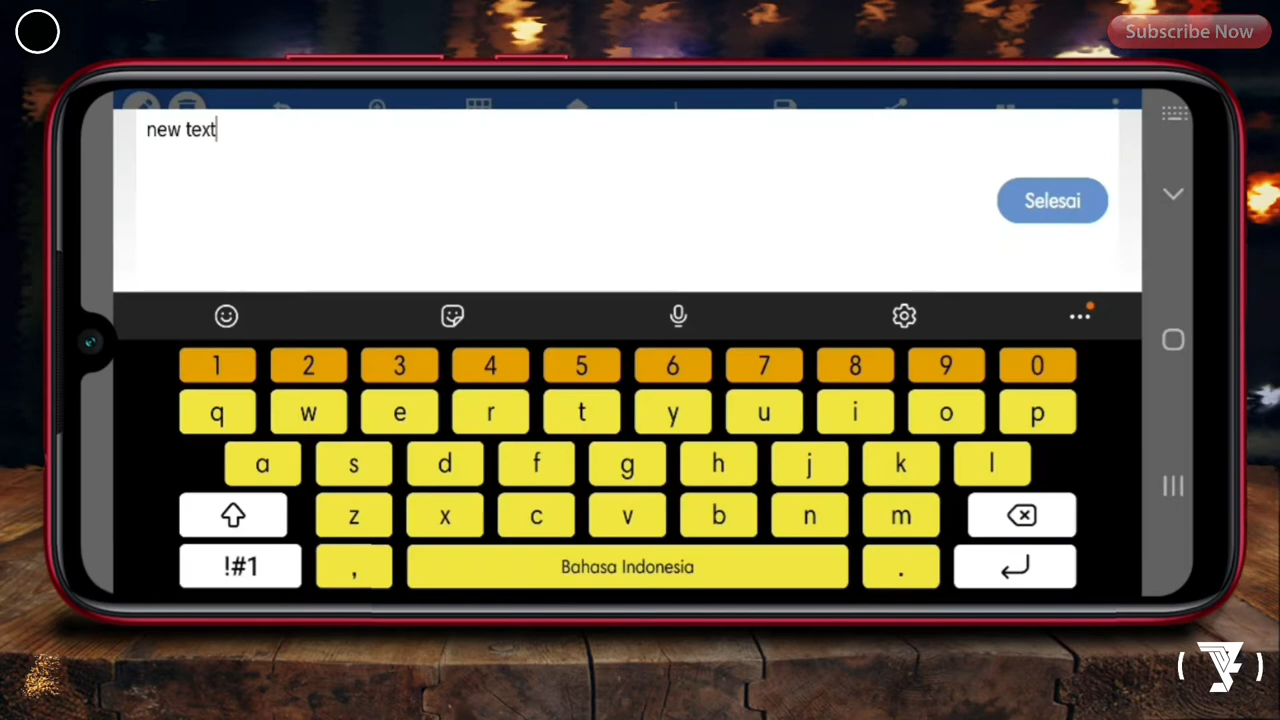 Subscribe Now
new text
Selesai
1 2 3 4 5 6 7 8 9 0
q w e r t y u i o p
a s d f g h j k l
z x c v b n m
!#1 , Bahasa Indonesia .